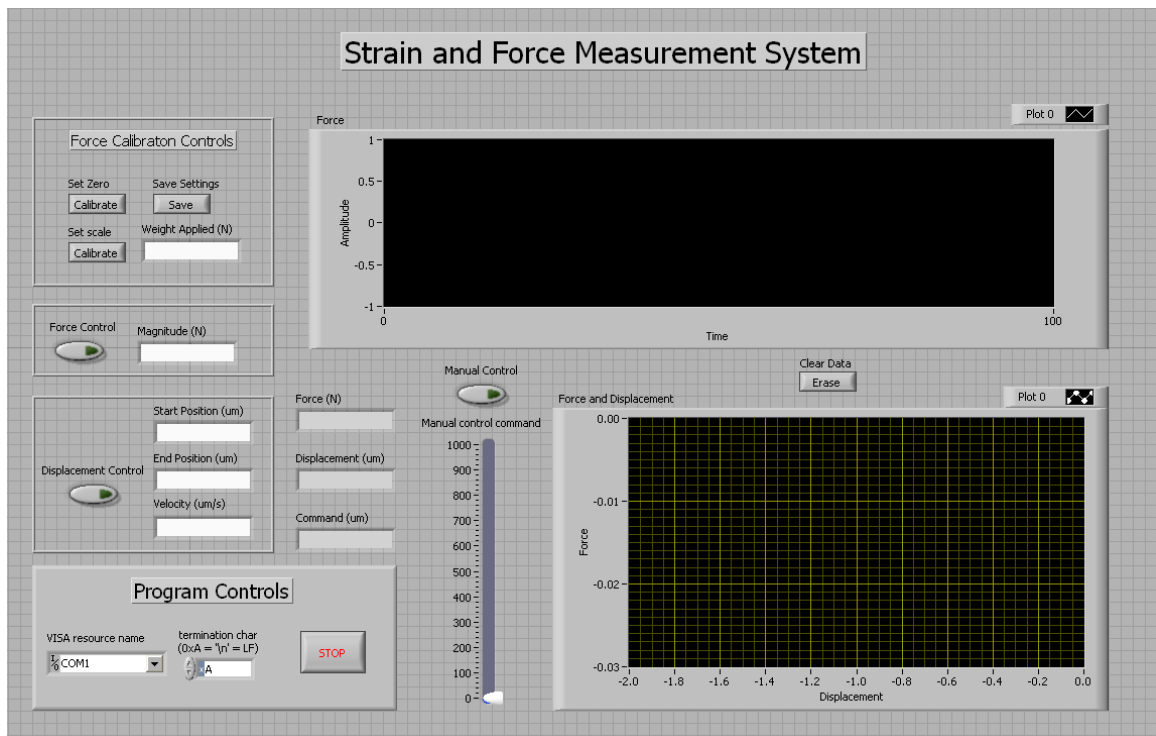 Strain and Force Measurement System
Force Calibraton Controls
Set Zero
Save Settings
Calibrate
Save
Set scale
Weight Applied (N)
Calibrate
Force
Plot 0
1
0.5
0
-0.5
-1
Amplitude
0
100
Time
Force Control
Magnitude (N)
Displacement Control
Start Position (um)
End Position (um)
Velocity (um/s)
Force (N)
Displacement (um)
Command (um)
Manual Control
Manual control command
1000
900
800
700
600
500
400
300
200
100
0
Clear Data
Erase
Force and Displacement
Plot 0
0.00
-0.01
-0.02
-0.03
Force
-2.0 -1.8 -1.6 -1.4 -1.2 -1.0 -0.8 -0.6 -0.4 -0.2 0.0
Displacement
Program Controls
VISA resource name
I/O COM1
termination char
(0xA = '\n' = LF)
xA
STOP